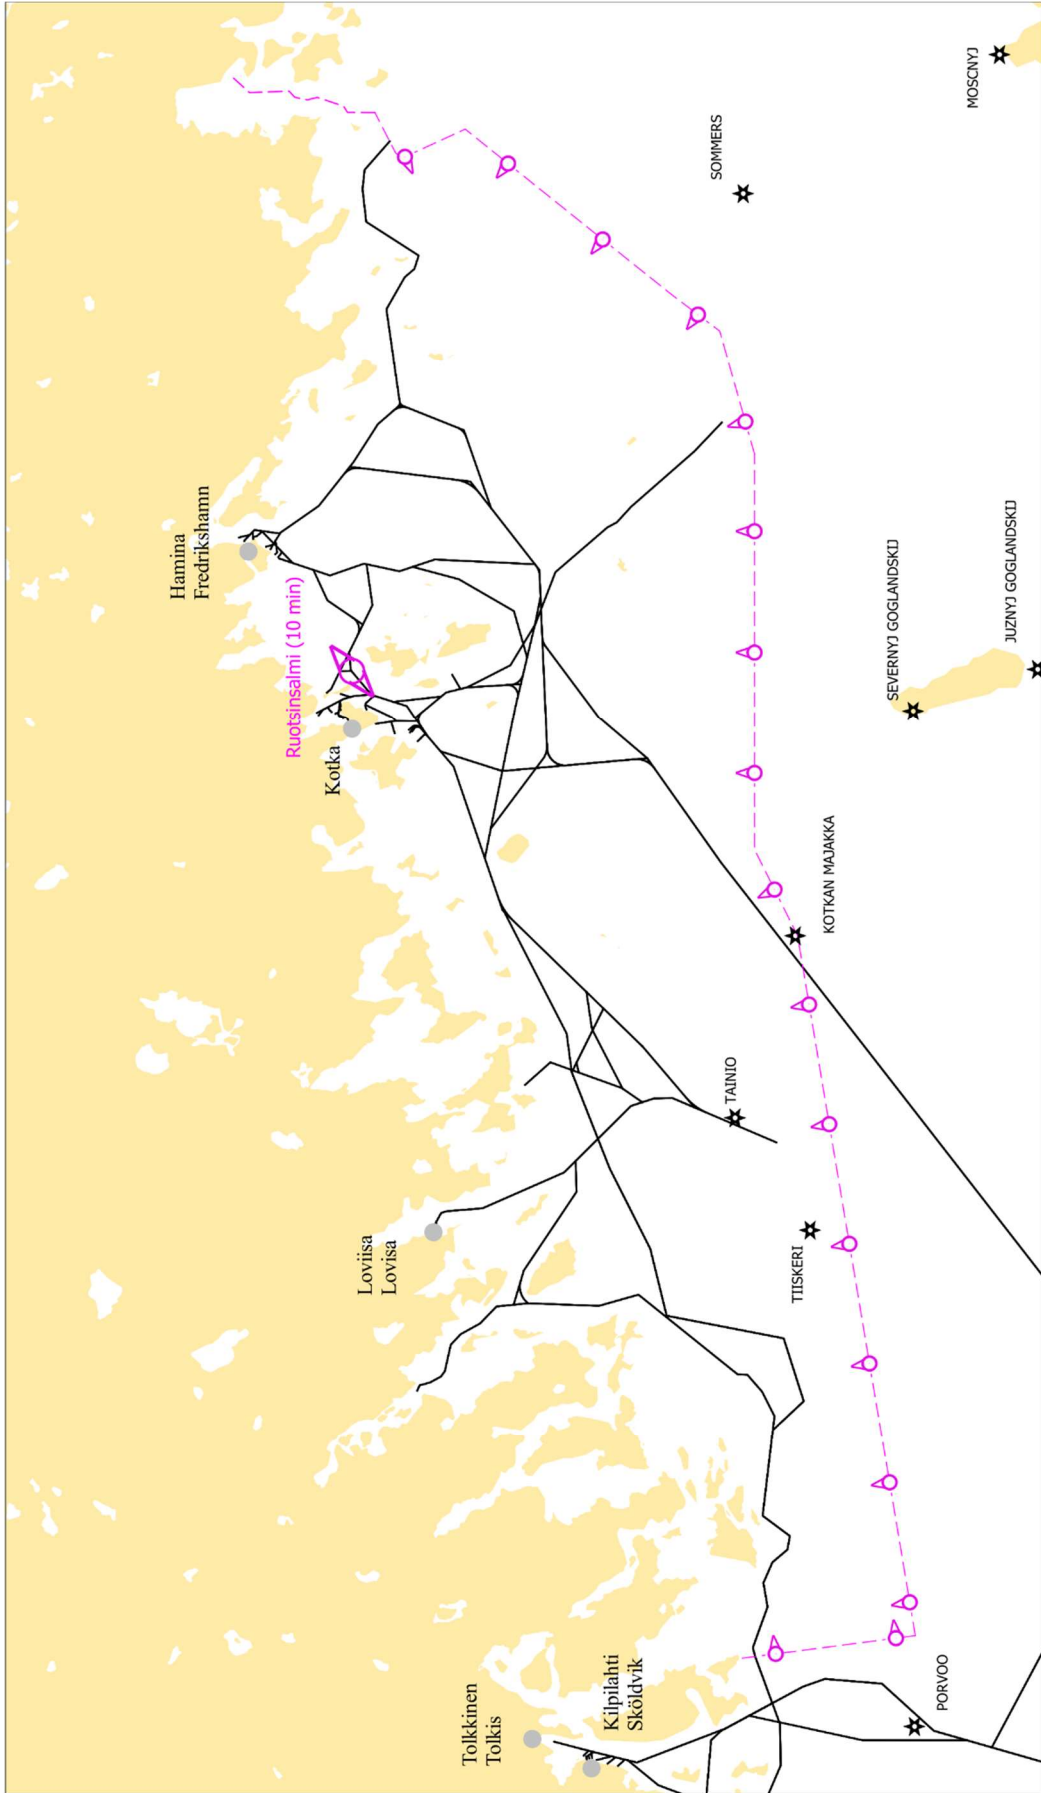 Hamina
Fredrikshamn
Ruotsinsalmi (10 min)
Kotka
Loviisa
Lovisa
Tolkkinen
Tolkis
Kilpilahti
Sköldvik
MOSCNYJ
SOMMERS
SEVERNYJ GOGLANDSKIJ
JUZNYJ GOGLANDSKIJ
KOTKAN MAJAKKA
TAINIO
TIISKERI
PORVOO